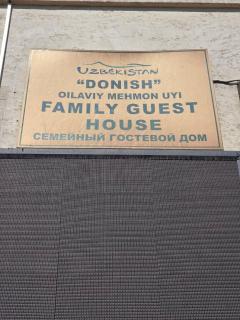 UZBEKISTAN
"DONISH"
OILAVIY MEHMON UYI
FAMILY GUEST
HOUSE
СЕМЕЙНЫЙ ГОСТЕВОЙ ДОМ